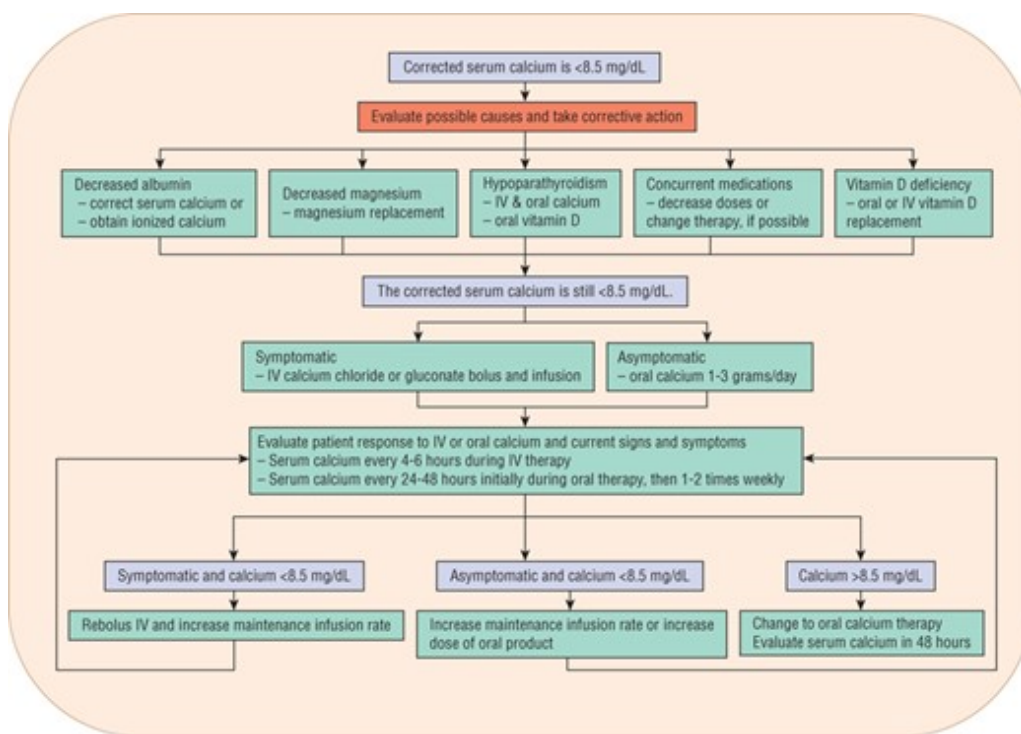 Corrected serum calcium is <8.5 mg/dL
Evaluate possible causes and take corrective action
Decreased albumin
– correct serum calcium or
– obtain ionized calcium
Decreased magnesium
– magnesium replacement
Hypoparathyroidism
– IV & oral calcium
– oral vitamin D
Concurrent medications
– decrease doses or
change therapy, if possible
Vitamin D deficiency
– oral or IV vitamin D
replacement
The corrected serum calcium is still <8.5 mg/dL.
Symptomatic
– IV calcium chloride or gluconate bolus and infusion
Asymptomatic
– oral calcium 1-3 grams/day
Evaluate patient response to IV or oral calcium and current signs and symptoms
– Serum calcium every 4-6 hours during IV therapy
– Serum calcium every 24-48 hours initially during oral therapy, then 1-2 times weekly
Symptomatic and calcium <8.5 mg/dL
Asymptomatic and calcium <8.5 mg/dL
Calcium >8.5 mg/dL
Rebolus IV and increase maintenance infusion rate
Increase maintenance infusion rate or increase
dose of oral product
Change to oral calcium therapy
Evaluate serum calcium in 48 hours